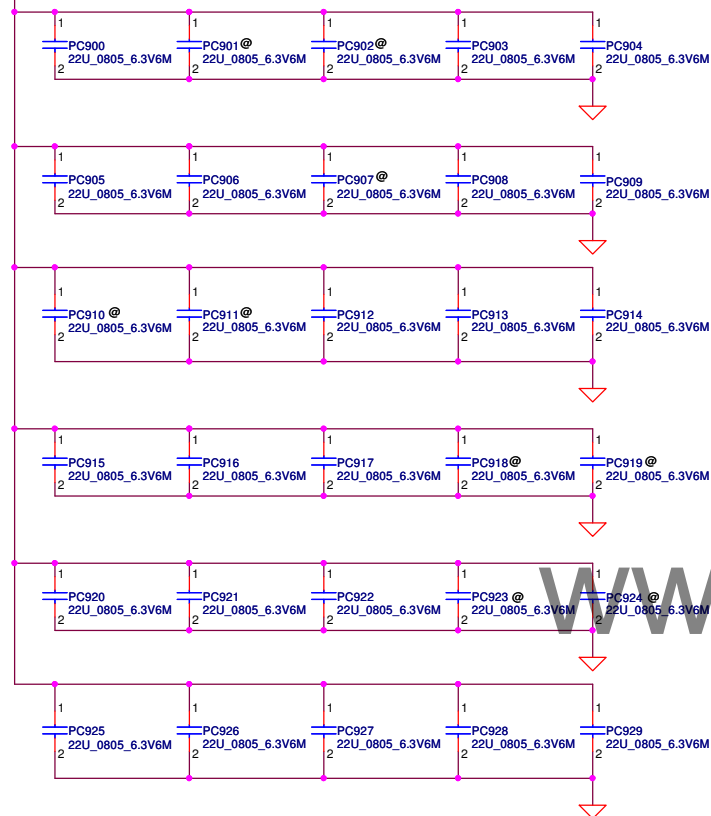 1 1 1 1 1
PC900 PC901@ PC902@ PC903 PC904
22U_0805_6.3V6M 22U_0805_6.3V6M 22U_0805_6.3V6M 22U_0805_6.3V6M 22U_0805_6.3V6M
2 2 2 2 2
1 1 1 1 1
PC905 PC906 PC907@ PC908 PC909
22U_0805_6.3V6M 22U_0805_6.3V6M 22U_0805_6.3V6M 22U_0805_6.3V6M 22U_0805_6.3V6M
2 2 2 2 2
1 1 1 1 1
PC910 @ PC911@ PC912 PC913 PC914
22U_0805_6.3V6M 22U_0805_6.3V6M 22U_0805_6.3V6M 22U_0805_6.3V6M 22U_0805_6.3V6M
2 2 2 2 2
1 1 1 1 1
PC915 PC916 PC917 PC918@ PC919@
22U_0805_6.3V6M 22U_0805_6.3V6M 22U_0805_6.3V6M 22U_0805_6.3V6M 22U_0805_6.3V6M
2 2 2 2 2
1 1 1 1 1
PC920 PC921 PC922 PC923 @ PC924 @
22U_0805_6.3V6M 22U_0805_6.3V6M 22U_0805_6.3V6M 22U_0805_6.3V6M 22U_0805_6.3V6M
2 2 2 2 2
1 1 1 1 1
PC925 PC926 PC927 PC928 PC929
22U_0805_6.3V6M 22U_0805_6.3V6M 22U_0805_6.3V6M 22U_0805_6.3V6M 22U_0805_6.3V6M
2 2 2 2 2